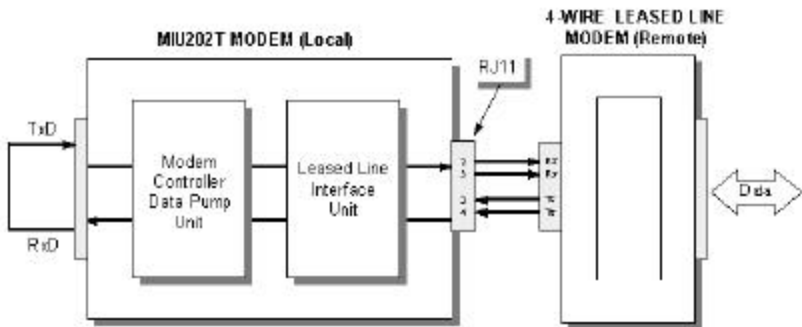 4-WIRE LEASED LINE
MODEM (Remote)
MIU202T MODEM (Local)
RJ11
TxD
Modem
Controller
Data Pump
Unit
Leased Line
Interface
Unit
Data
RxD